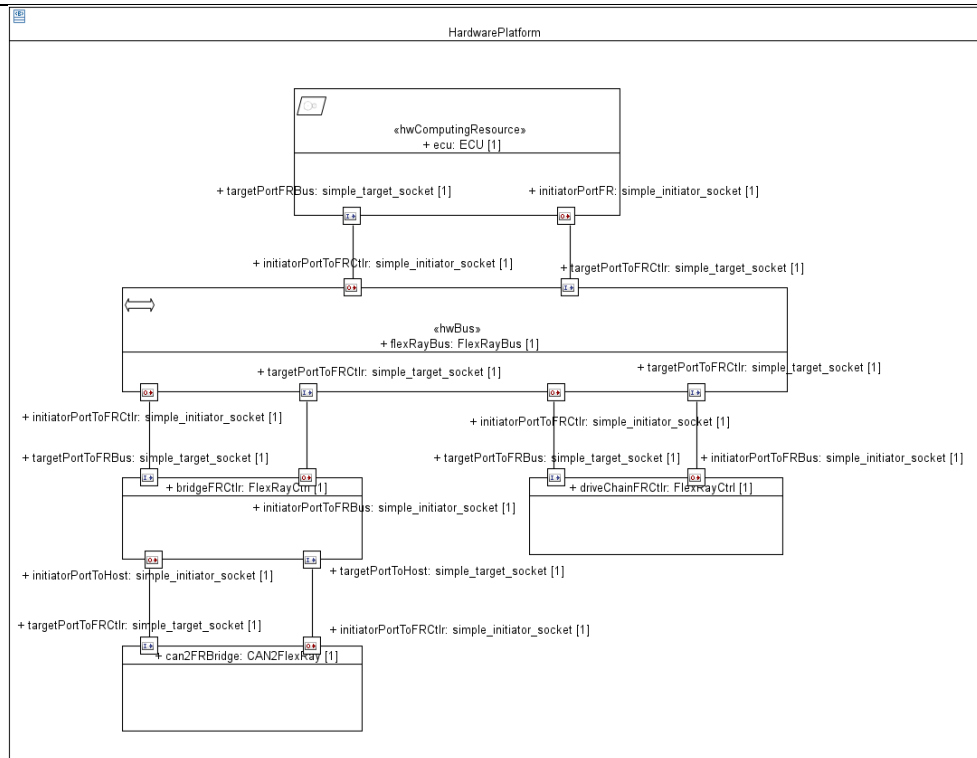 HardwarePlatform
«hwComputingResource»
+ ecu: ECU [1]
+ targetPortFRBus: simple_target_socket [1]
+ initiatorPortFR: simple_initiator_socket [1]
+ initiatorPortToFRCtlr: simple_initiator_socket [1]
+ targetPortToFRCtlr: simple_target_socket [1]
«hwBus»
+ flexRayBus: FlexRayBus [1]
+ targetPortToFRCtlr: simple_target_socket [1]
+ targetPortToFRCtlr: simple_target_socket [1]
+ initiatorPortToFRCtlr: simple_initiator_socket [1]
+ initiatorPortToFRCtlr: simple_initiator_socket [1]
+ targetPortToFRBus: simple_target_socket [1]
+ targetPortToFRBus: simple_target_socket [1]
+ initiatorPortToFRBus: simple_initiator_socket [1]
+ bridgeFRCtlr: FlexRayCtrl [1]
+ driveChainFRCtlr: FlexRayCtrl [1]
+ initiatorPortToFRBus: simple_initiator_socket [1]
+ initiatorPortToHost: simple_initiator_socket [1]
+ targetPortToHost: simple_target_socket [1]
+ targetPortToFRCtlr: simple_target_socket [1]
+ initiatorPortToFRCtlr: simple_initiator_socket [1]
+ can2FRBridge: CAN2FlexRay [1]